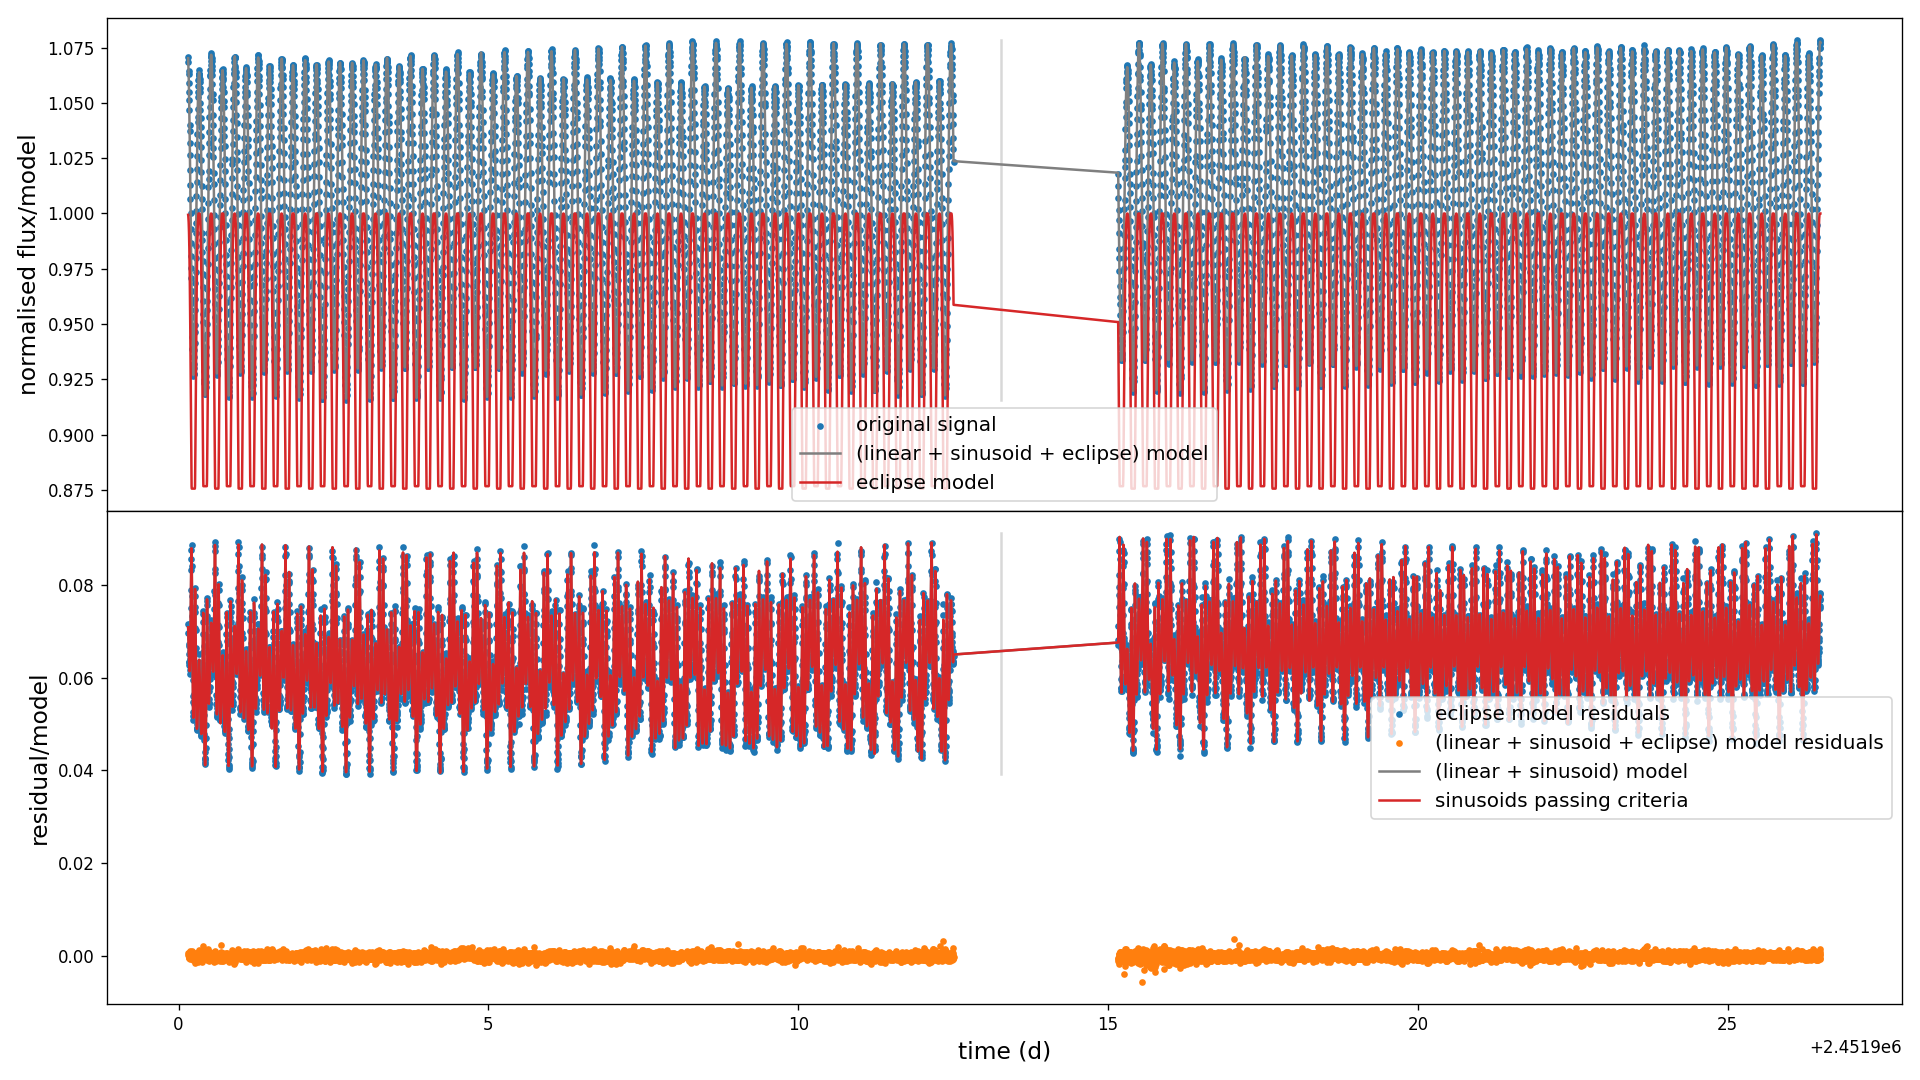 1.075
1.050
1.025
1.000
0.975
0.950
0.925
0.900
0.875
normalised flux/model
original signal
(linear + sinusoid + eclipse) model
eclipse model
0.08
0.06
0.04
0.02
0.00
residual/model
eclipse model residuals
(linear + sinusoid + eclipse) model residuals
(linear + sinusoid) model
sinusoids passing criteria
0 5 10 15 20 25
time (d)
+2.4519e6